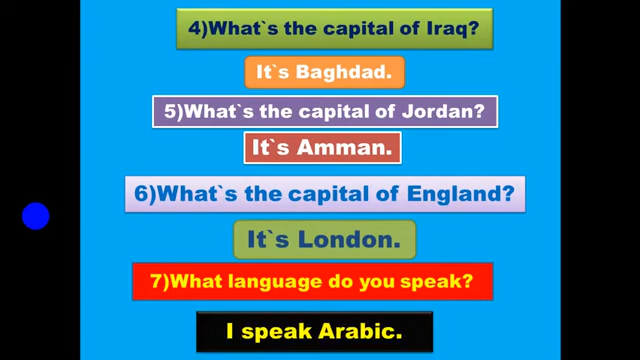 4)What`s the capital of Iraq?
It`s Baghdad.
5)What`s the capital of Jordan?
It`s Amman.
6)What`s the capital of England?
It`s London.
7)What language do you speak?
I speak Arabic.